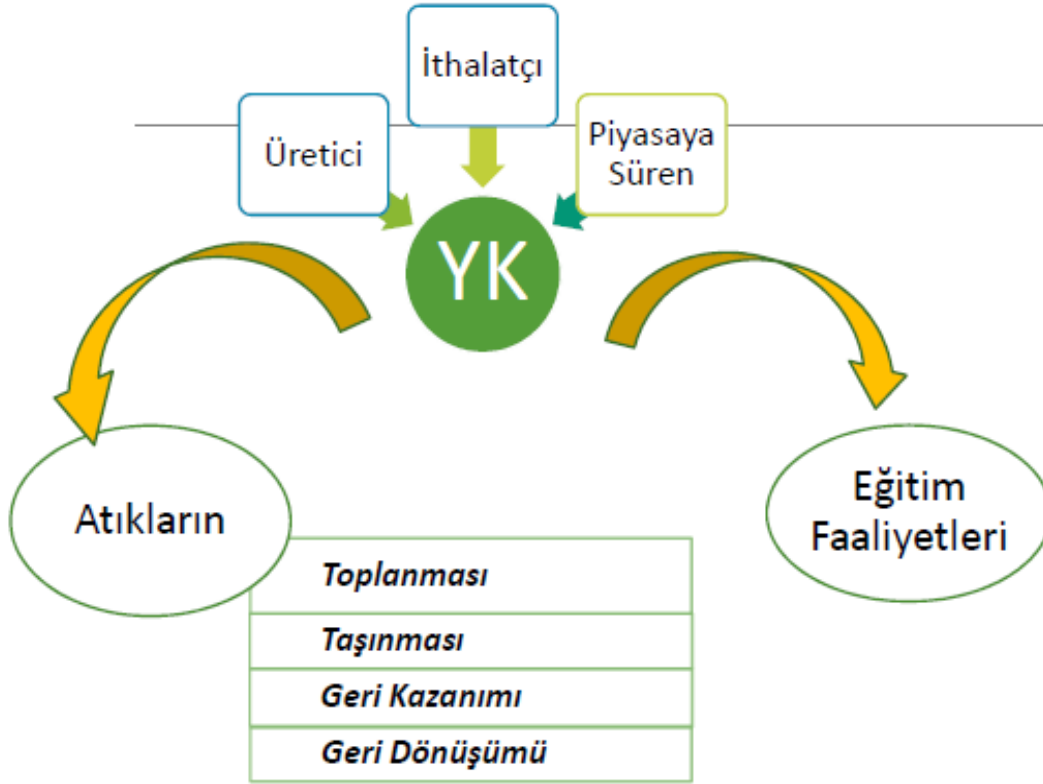 İthalatçı
Üretici
Piyasaya
Süren
YK
Atıkların
Eğitim
Faaliyetleri
Toplanması
Taşınması
Geri Kazanımı
Geri Dönüşümü